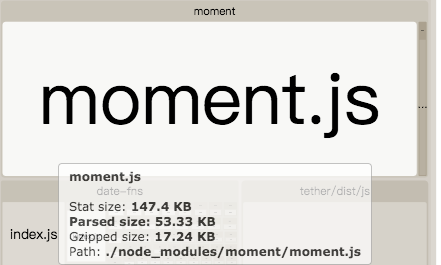 moment
moment.js
...
moment.js
date-fns
tether/dist/js
Stat size: 147.4 KB
Parsed size: 53.33 KB
index.js
Gzipped size: 17.24 KB
Path: ./node_modules/moment/moment.js